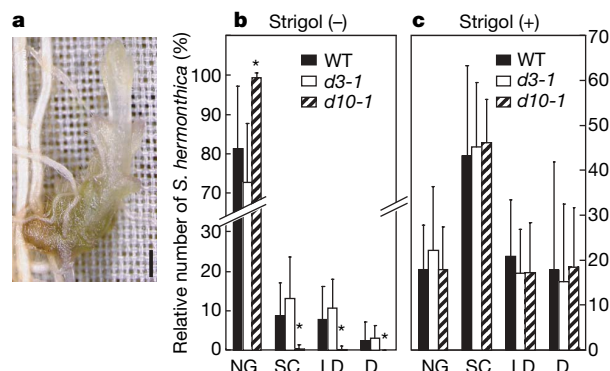 a
b Strigol (–)
c Strigol (+)
Relative number of S. hermonthica (%)
100
90
80
70
30
20
10
0
WT
d3-1
d10-1
*
*
*
*
NG SC LD D
WT
d3-1
d10-1
70
60
50
40
30
20
10
0
NG SC LD D